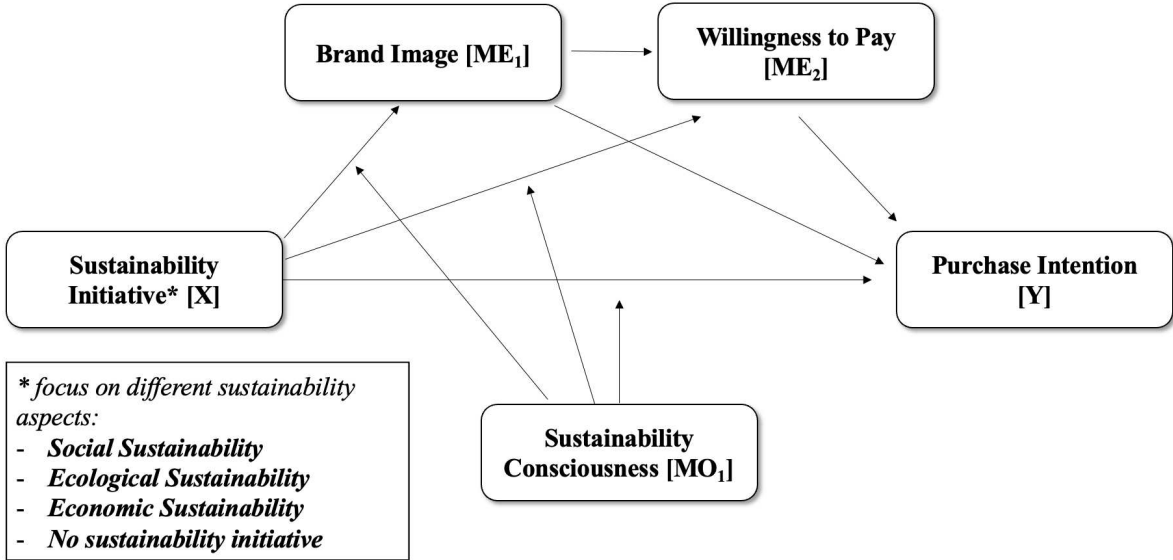 Brand Image [ME₁]
Willingness to Pay
[ME₂]
Sustainability
Initiative* [X]
Purchase Intention
[Y]
* focus on different sustainability
aspects:
- Social Sustainability
- Ecological Sustainability
- Economic Sustainability
- No sustainability initiative
Sustainability
Consciousness [MO₁]